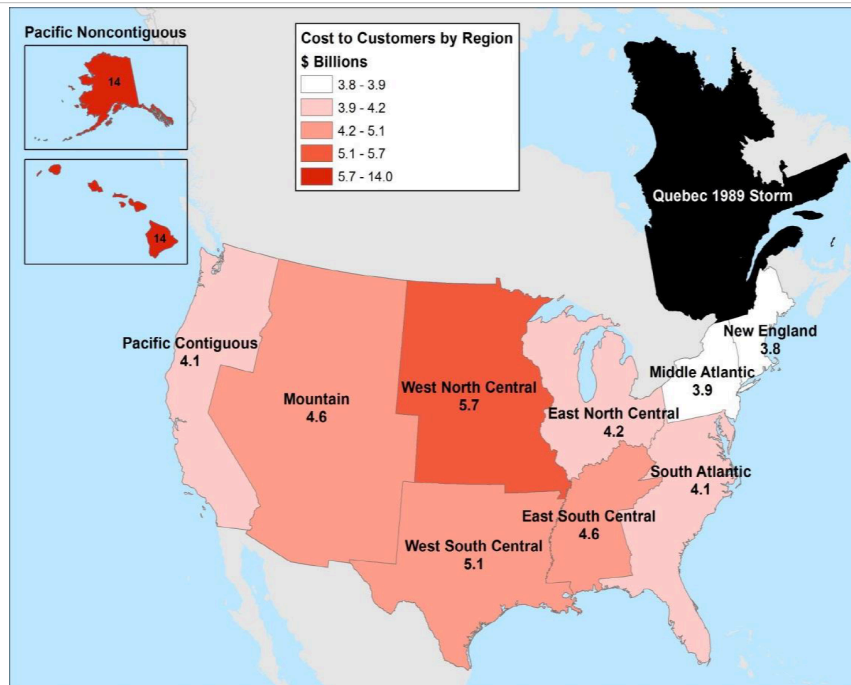 Pacific Noncontiguous
14
14
Cost to Customers by Region
$ Billions
3.8 - 3.9
3.9 - 4.2
4.2 - 5.1
5.1 - 5.7
5.7 - 14.0
Quebec 1989 Storm
New England
3.8
Middle Atlantic
3.9
Pacific Contiguous
4.1
Mountain
4.6
West North Central
5.7
East North Central
4.2
South Atlantic
4.1
East South Central
4.6
West South Central
5.1